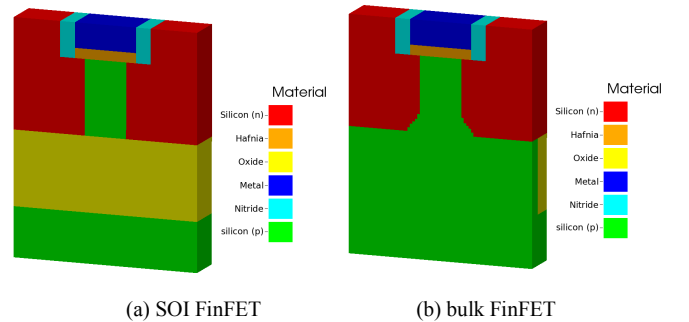 Material
Silicon (n)
Hafnia
Oxide
Metal
Nitride
silicon (p)
Material
Silicon (n)
Hafnia
Oxide
Metal
Nitride
silicon (p)
(a) SOI FinFET
(b) bulk FinFET